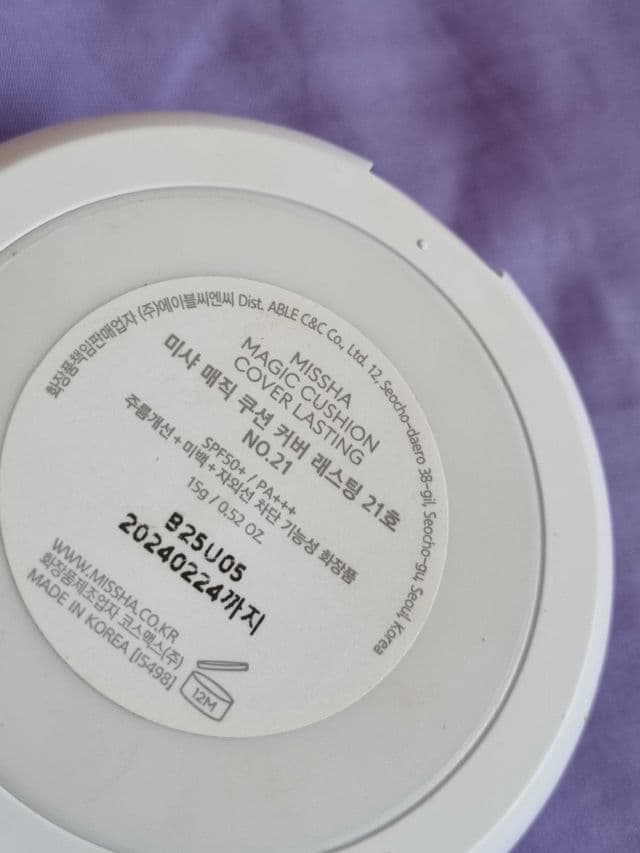 화장품책임판매업자 (주)에이블씨엔씨 Dist. ABLE C&C Co., Ltd. 12, Seocho-daero 38-gil, Seocho-gu, Seoul, Korea
MISSHA
MAGIC CUSHION
COVER LASTING
미샤 매직 쿠션 커버 래스팅 21호
NO.21
SPF50+ / PA+++
주름개선 + 미백 + 자외선 차단 기능성 화장품
15g / 0.52 OZ.
B25U05
20240224까지
WWW.MISSHA.CO.KR
화장품제조업자 코스맥스(주)
MADE IN KOREA [15498]
12M